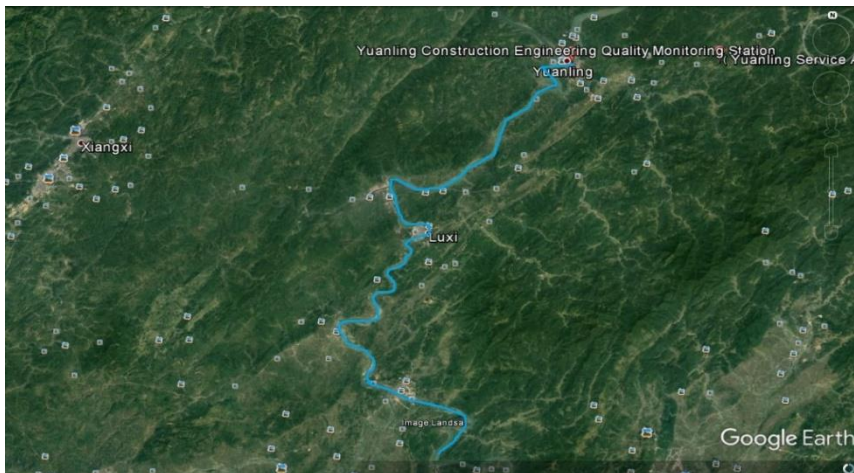 N
Yuanling Construction Engineering Quality Monitoring Station
Yuanling Service A
Yuanling
Xiangxi
Luxi
Image Landsa
Google Earth